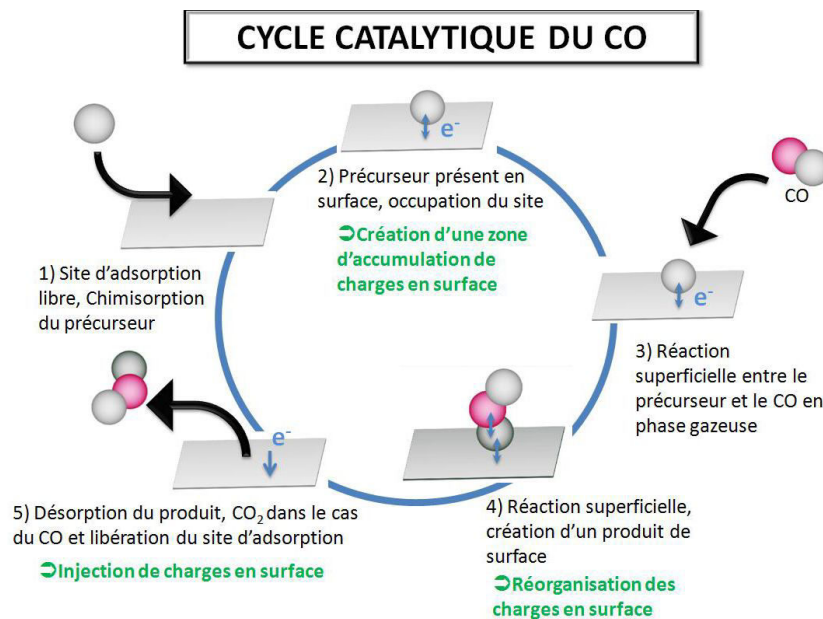 CYCLE CATALYTIQUE DU CO
e-
2) Précurseur présent en
surface, occupation du site
➲Création d'une zone
d'accumulation de
charges en surface
CO
1) Site d'adsorption
libre, Chimisorption
du précurseur
e-
3) Réaction
superficielle entre le
précurseur et le CO en
phase gazeuse
e-
5) Désorption du produit, CO2 dans le cas
du CO et libération du site d'adsorption
➲Injection de charges en surface
4) Réaction superficielle,
création d'un produit de
surface
➲Réorganisation des
charges en surface